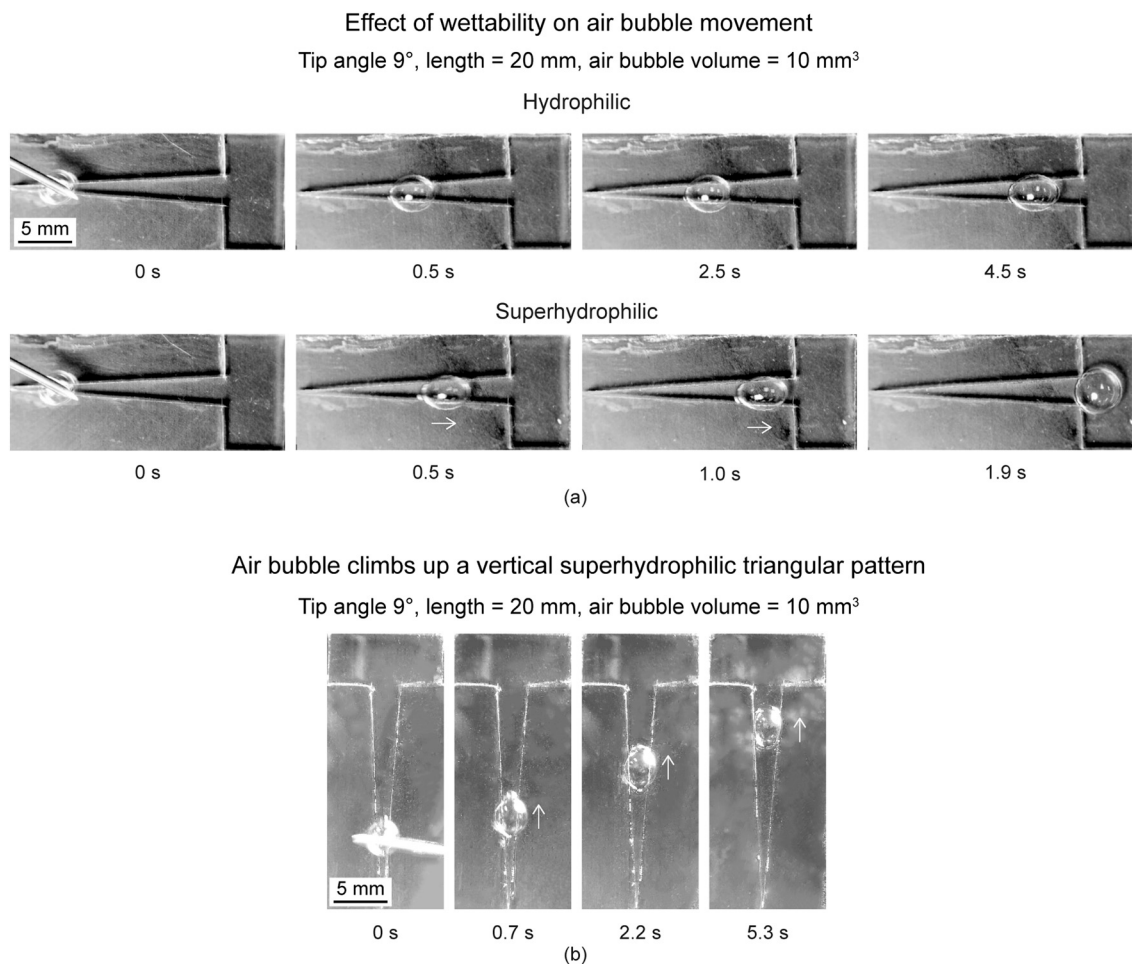 Effect of wettability on air bubble movement
Tip angle 9°, length = 20 mm, air bubble volume = 10 mm³
Hydrophilic
5 mm
0 s 0.5 s 2.5 s 4.5 s
Superhydrophilic
0 s 0.5 s 1.0 s 1.9 s
(a)
Air bubble climbs up a vertical superhydrophilic triangular pattern
Tip angle 9°, length = 20 mm, air bubble volume = 10 mm³
5 mm
0 s 0.7 s 2.2 s 5.3 s
(b)